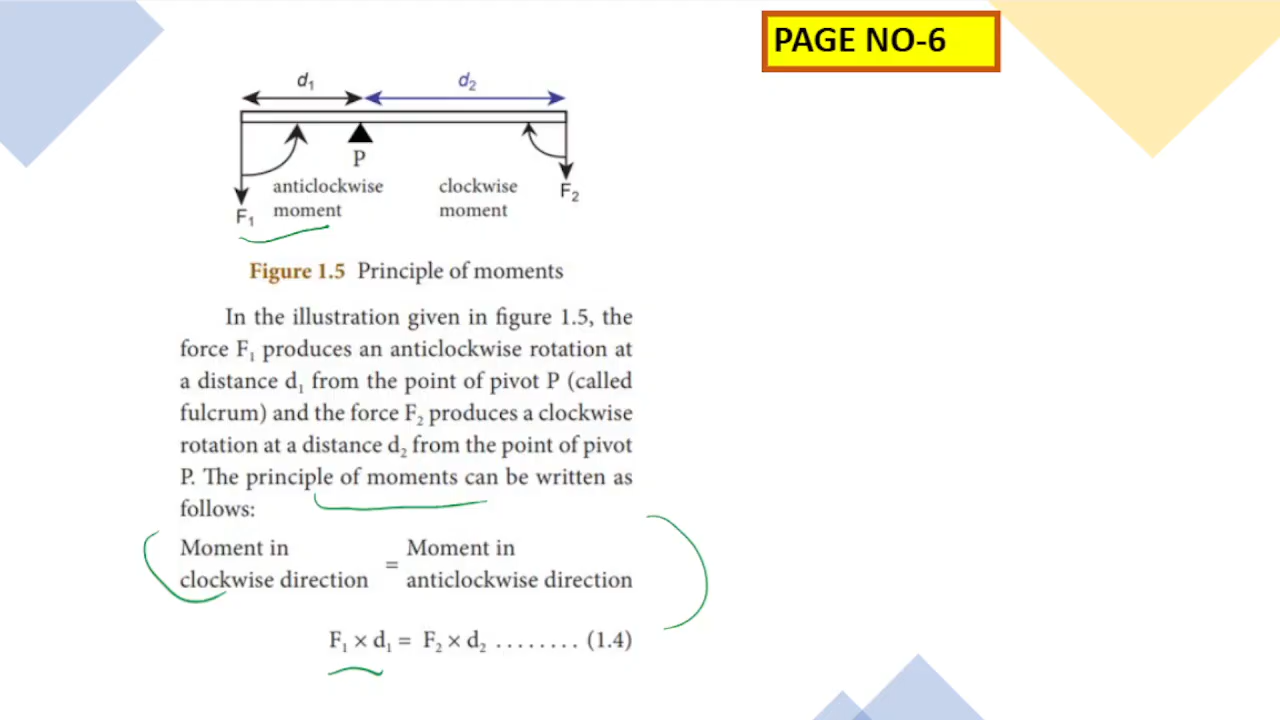 PAGE NO-6
d₁ d₂
P
anticlockwise clockwise F₂
F₁ moment moment
Figure 1.5 Principle of moments
In the illustration given in figure 1.5, the
force F₁ produces an anticlockwise rotation at
a distance d₁ from the point of pivot P (called
fulcrum) and the force F₂ produces a clockwise
rotation at a distance d₂ from the point of pivot
P. The principle of moments can be written as
follows:
Moment in Moment in
clockwise direction = anticlockwise direction
F₁ × d₁ = F₂ × d₂ ........ (1.4)